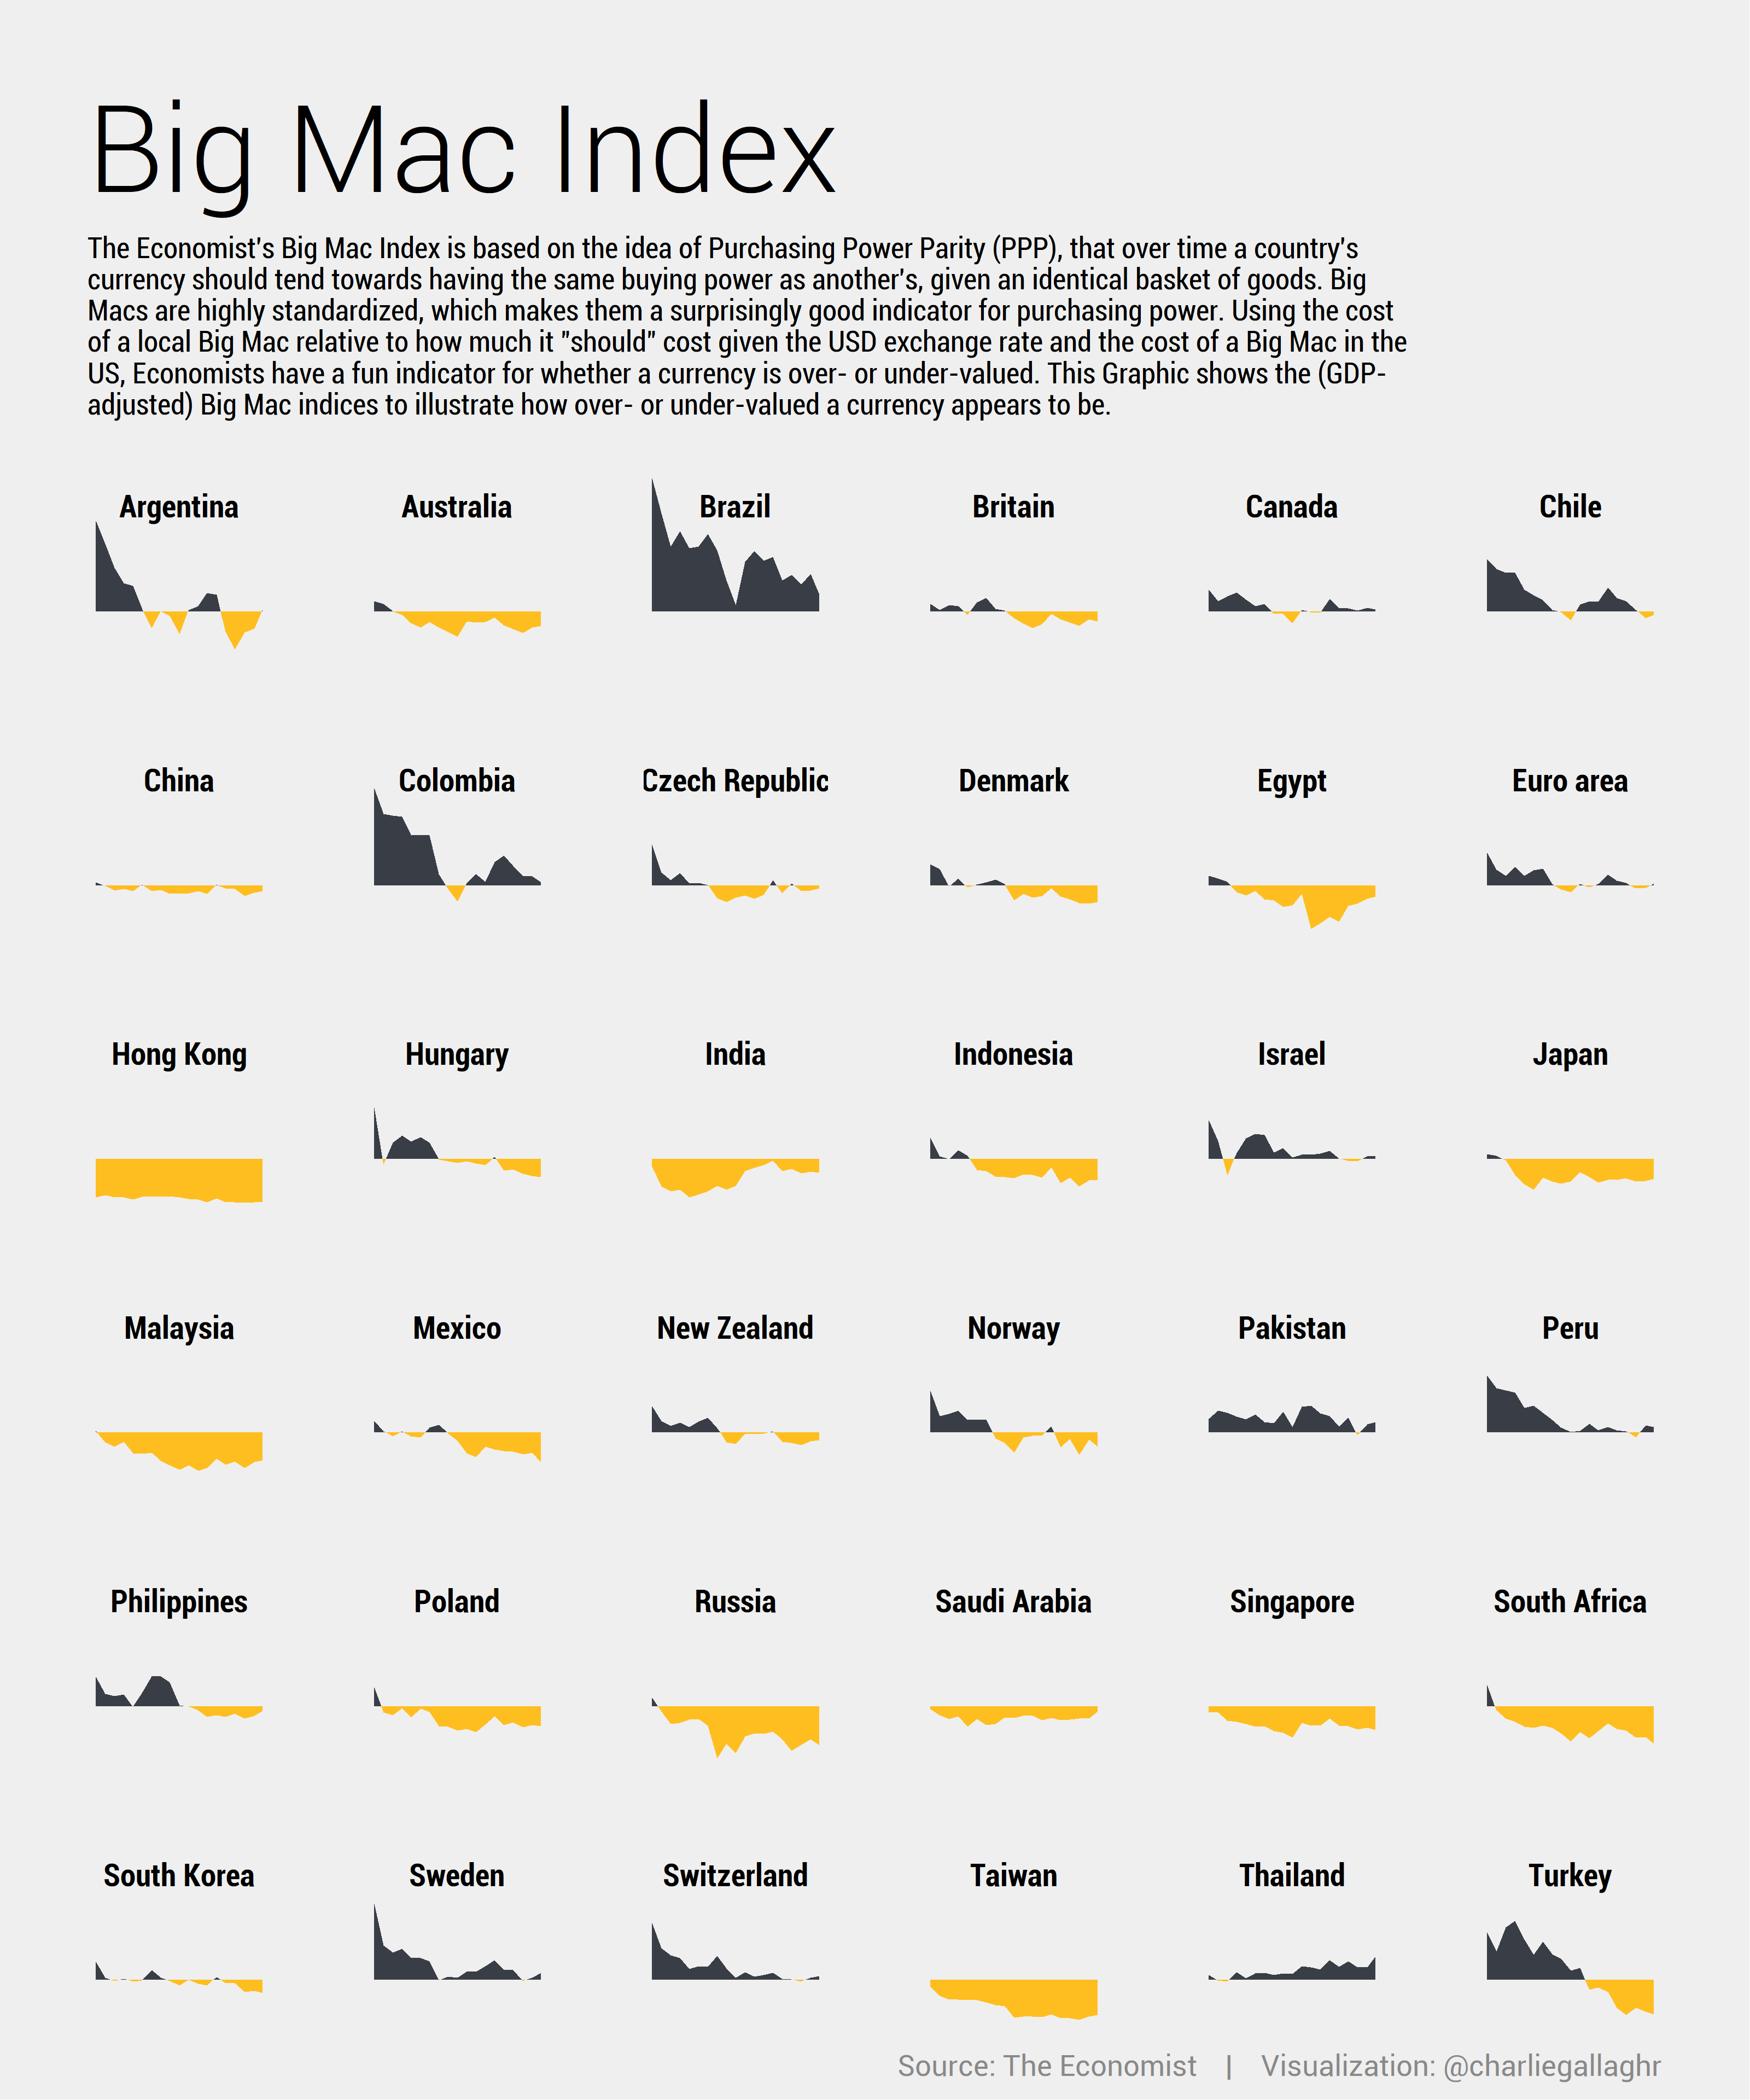 Big Mac Index
The Economist's Big Mac Index is based on the idea of Purchasing Power Parity (PPP), that over time a country's
currency should tend towards having the same buying power as another's, given an identical basket of goods. Big
Macs are highly standardized, which makes them a surprisingly good indicator for purchasing power. Using the cost
of a local Big Mac relative to how much it "should" cost given the USD exchange rate and the cost of a Big Mac in the
US, Economists have a fun indicator for whether a currency is over- or under-valued. This Graphic shows the (GDP-
adjusted) Big Mac indices to illustrate how over- or under-valued a currency appears to be.
Argentina Australia Brazil Britain Canada Chile
China Colombia Czech Republic Denmark Egypt Euro area
Hong Kong Hungary India Indonesia Israel Japan
Malaysia Mexico New Zealand Norway Pakistan Peru
Philippines Poland Russia Saudi Arabia Singapore South Africa
South Korea Sweden Switzerland Taiwan Thailand Turkey
Source: The Economist | Visualization: @charliegallaghr